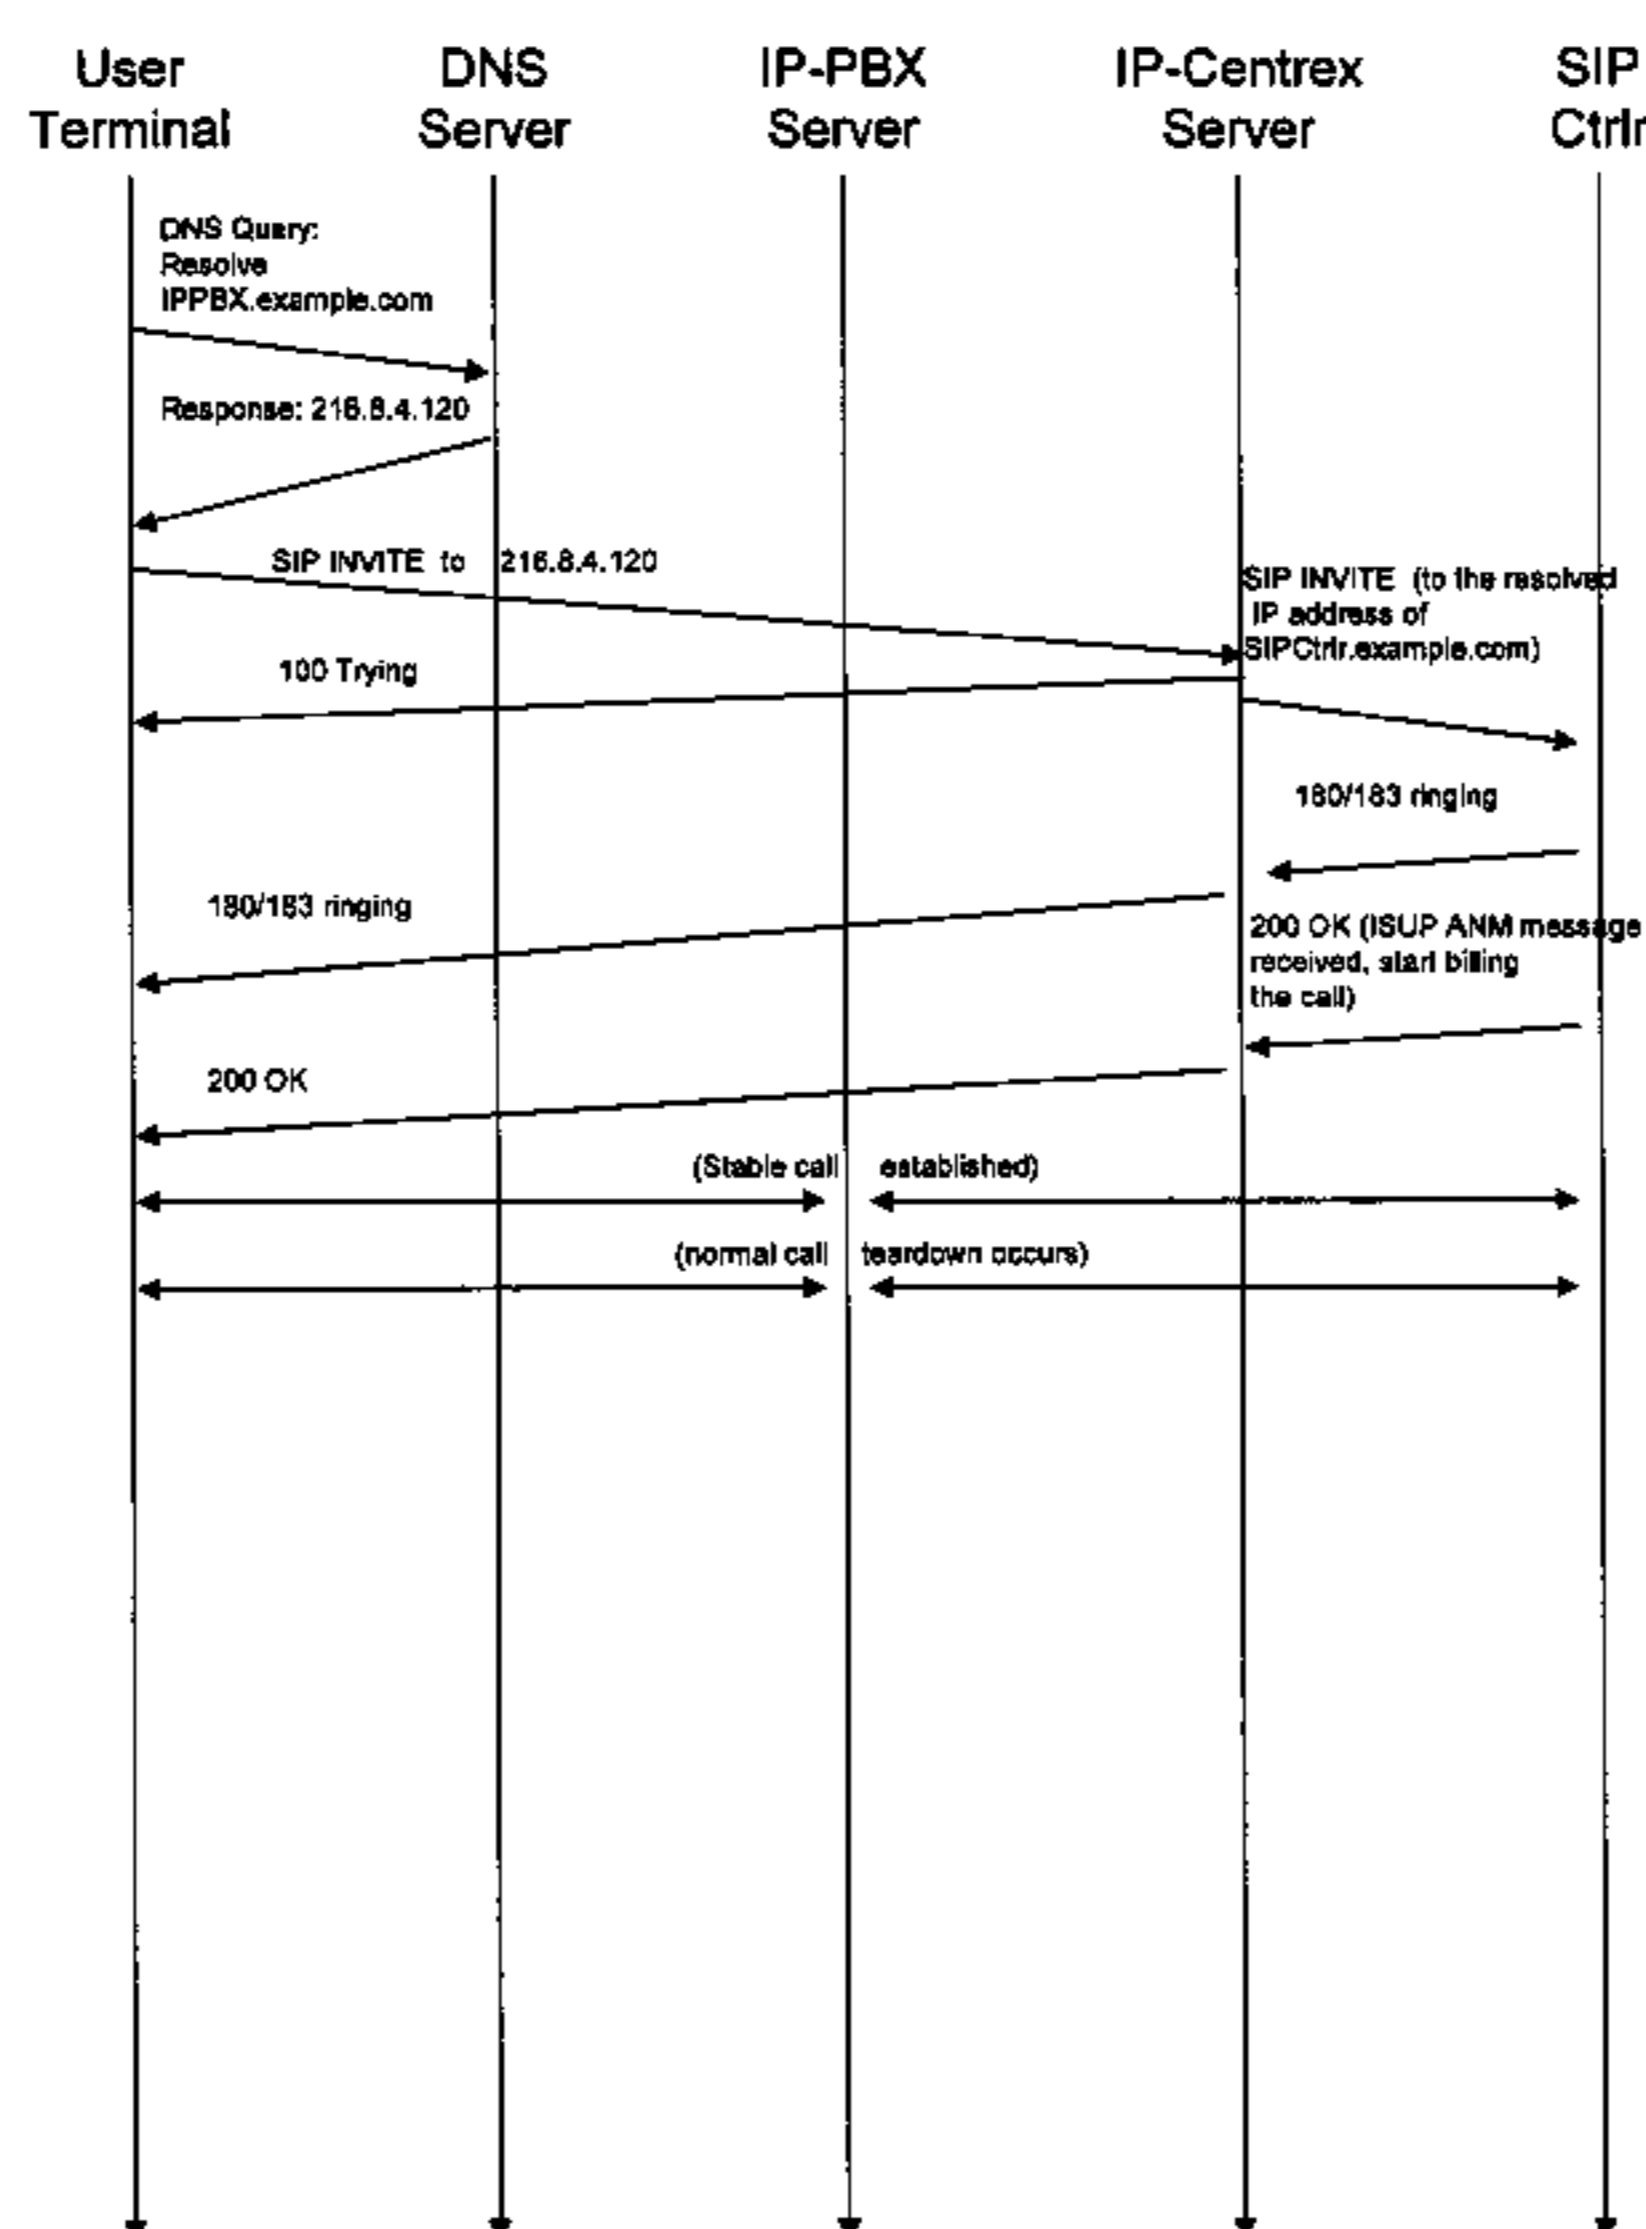 User
Terminal
DNS
Server
IP-PBX
Server
IP-Centrex
Server
SIP
Ctrlr
DNS Query:
Resolve
IPPBX.example.com
Response: 216.8.4.120
SIP INVITE to 216.8.4.120
SIP INVITE (to the resolved
IP address of
SIPCtrlr.example.com)
100 Trying
180/183 ringing
180/183 ringing
200 OK (ISUP ANM message
received, start billing
the call)
200 OK
(Stable call established)
(normal call teardown occurs)